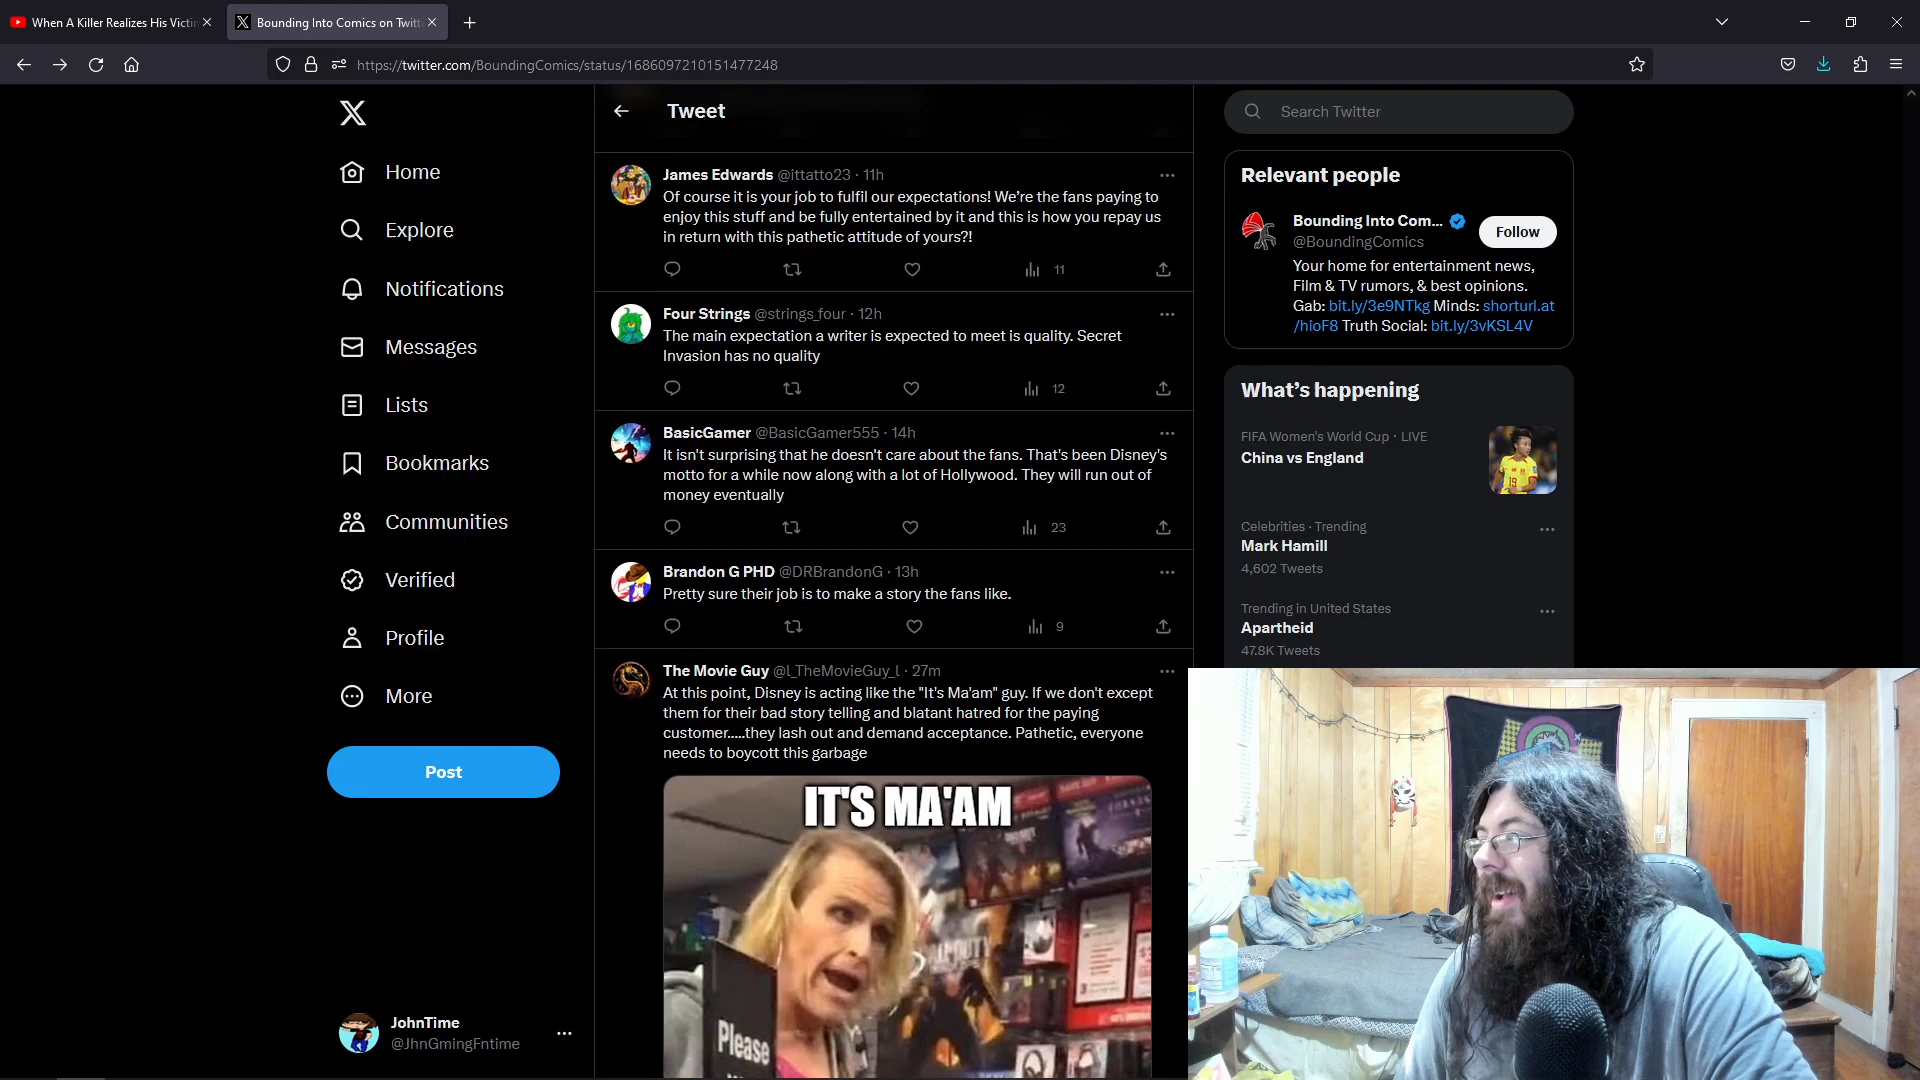 When A Killer Realizes His Victi
Bounding Into Comics on Twitt
https://twitter.com/BoundingComics/status/1686097210151477248
Home
Explore
Notifications
Messages
Lists
Bookmarks
Communities
Verified
Profile
More
Post
JohnTime
@JhnGmingFntime
Tweet
James Edwards @ittatto23 · 11h
Of course it is your job to fulfil our expectations! We're the fans paying to
enjoy this stuff and be fully entertained by it and this is how you repay us
in return with this pathetic attitude of yours?!
11
Four Strings @strings_four · 12h
The main expectation a writer is expected to meet is quality. Secret
Invasion has no quality
12
BasicGamer @BasicGamer555 · 14h
It isn't surprising that he doesn't care about the fans. That's been Disney's
motto for a while now along with a lot of Hollywood. They will run out of
money eventually
23
Brandon G PHD @DRBrandonG · 13h
Pretty sure their job is to make a story the fans like.
9
The Movie Guy @l_TheMovieGuy_l · 27m
At this point, Disney is acting like the "It's Ma'am" guy. If we don't except
them for their bad story telling and blatant hatred for the paying
customer.....they lash out and demand acceptance. Pathetic, everyone
needs to boycott this garbage
IT'S MA'AM
Please
Search Twitter
Relevant people
Bounding Into Com...
@BoundingComics
Follow
Your home for entertainment news,
Film & TV rumors, & best opinions.
Gab: bit.ly/3e9NTkg Minds: shorturl.at
/hioF8 Truth Social: bit.ly/3vKSL4V
What's happening
FIFA Women's World Cup · LIVE
China vs England
19
Celebrities · Trending
Mark Hamill
4,602 Tweets
Trending in United States
Apartheid
47.8K Tweets